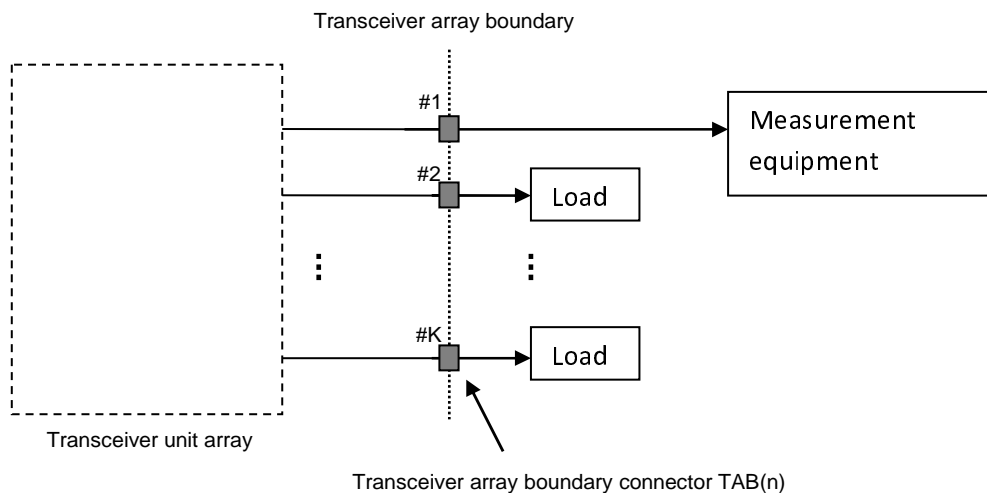 Transceiver array boundary
#1
Measurement
equipment
#2
Load
#K
Load
Transceiver unit array
Transceiver array boundary connector TAB(n)